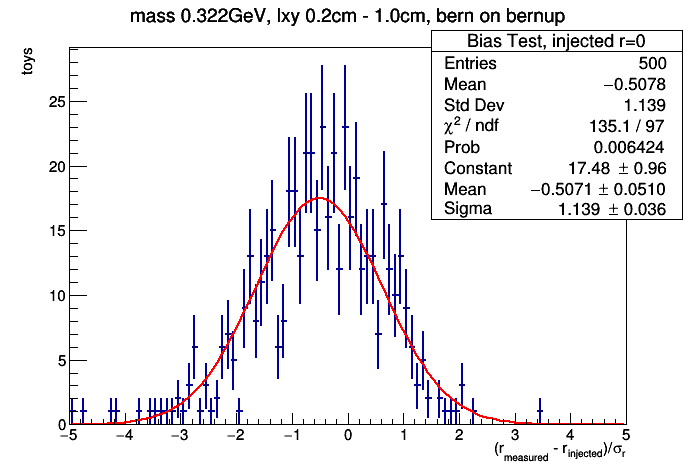 mass 0.322GeV, lxy 0.2cm - 1.0cm, bern on bernup
Bias Test, injected r=0
Entries 500
Mean −0.5078
Std Dev 1.139
χ² / ndf 135.1 / 97
Prob 0.006424
Constant 17.48 ± 0.96
Mean −0.5071 ± 0.0510
Sigma 1.139 ± 0.036
toys
25
20
15
10
5
0
−5 −4 −3 −2 −1 0 1 2 3 4 5
(r_measured - r_injected)/σ_r